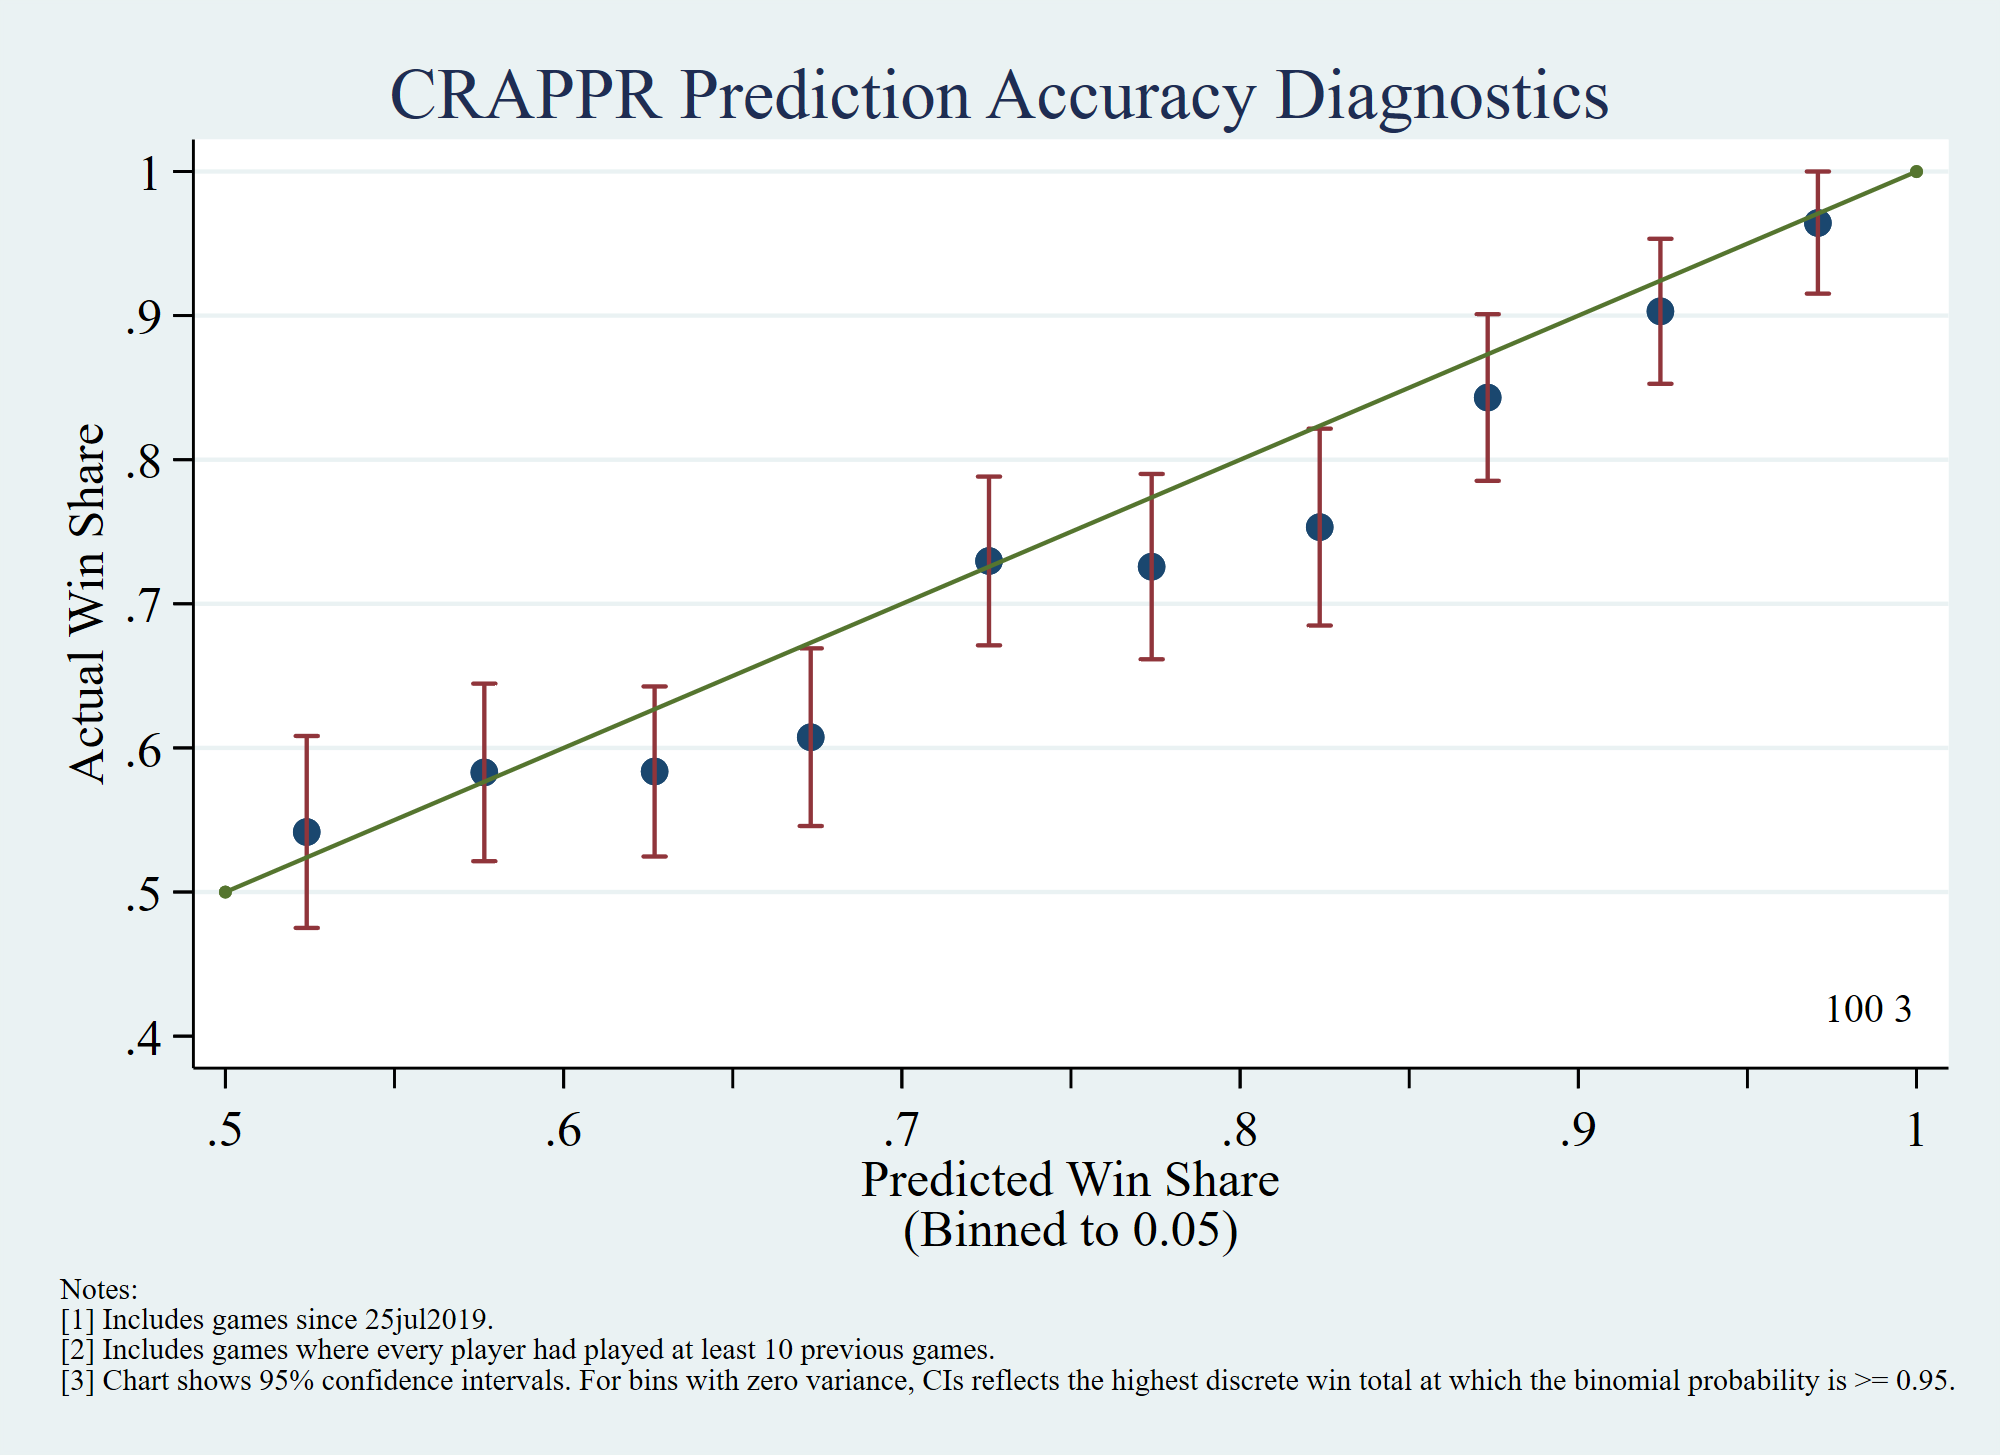 CRAPPR Prediction Accuracy Diagnostics
Actual Win Share
1
.9
.8
.7
.6
.5
.4
100 3
.5 .6 .7 .8 .9 1
Predicted Win Share
(Binned to 0.05)
Notes:
[1] Includes games since 25jul2019.
[2] Includes games where every player had played at least 10 previous games.
[3] Chart shows 95% confidence intervals. For bins with zero variance, CIs reflects the highest discrete win total at which the binomial probability is >= 0.95.